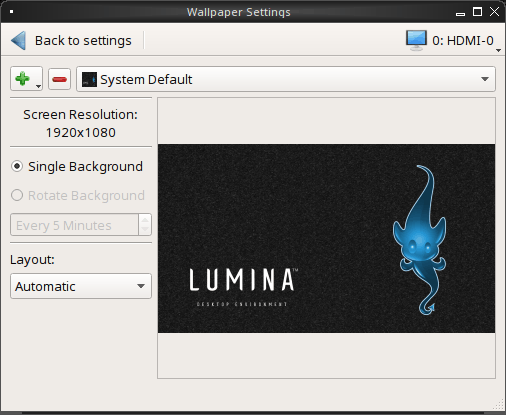 Wallpaper Settings
Back to settings
0: HDMI-0
System Default
Screen Resolution:
1920x1080
Single Background
Rotate Background
Every 5 Minutes
Layout:
Automatic
LUMINA™
DESKTOP ENVIRONMENT